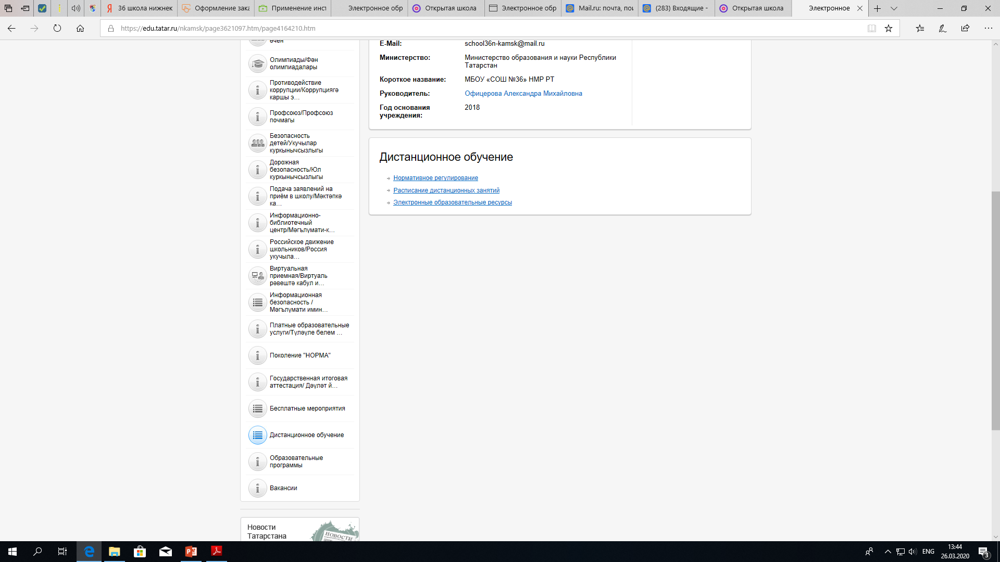 36 школа нижнек
Оформление зака
Применение инст
Электронное обр
Открытая школа
Электронное обр
Mail.ru: почта, пои
(283) Входящие -
Открытая школа
Электронное
https://edu.tatar.ru/nkamsk/page3621097.htm/page4164210.htm
өчен
Олимпиады/Фән
олимпиадалары
Противодействие
коррупции/Коррупциягә
каршы э…
Профсоюз/Профсоюз
почмагы
Безопасность
детей/Укучылар
куркынычсызлыгы
Дорожная
безопасность/Юл
куркынычсызлыгы
Подача заявлений на
приём в школу/Мәктәпкә
ка…
Информационно-
библиотечный
центр/Мәгълүмати-к…
Российское движение
школьников/Россия
укучыла…
Виртуальная
приемная/Виртуаль
рәвештә кабул и…
Информационная
безопасность /
Мәгълүмати имин…
Платные образовательные
услуги/Түләүле белем …
Поколение "НОРМА"
Государственная итоговая
аттестация/ Дәүләт й…
Бесплатные мероприятия
Дистанционное обучение
Образовательные
программы
Вакансии
Новости
Татарстана
НОВОСТИ
E-Mail: school36n-kamsk@mail.ru
Министерство: Министерство образования и науки Республики
Татарстан
Короткое название: МБОУ «СОШ №36» НМР РТ
Руководитель: Офицерова Александра Михайловна
Год основания 2018
учреждения:
Дистанционное обучение
Нормативное регулирование
Расписание дистанционных занятий
Электронные образовательные ресурсы
ENG
13:44
26.03.2020
3